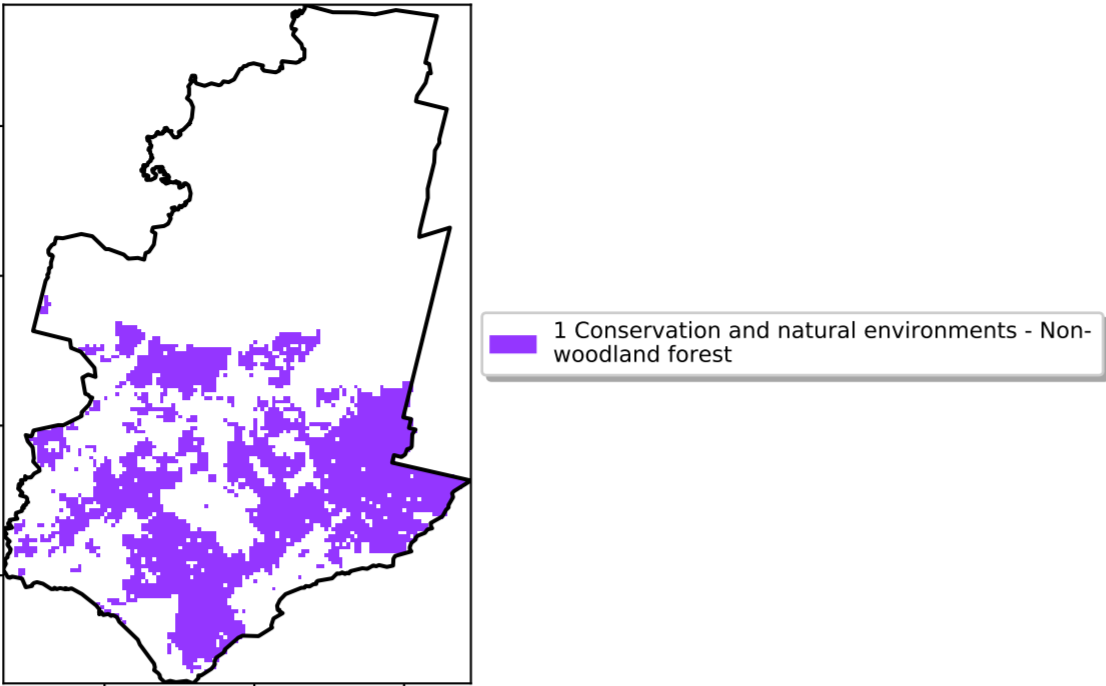 1 Conservation and natural environments - Non-
woodland forest